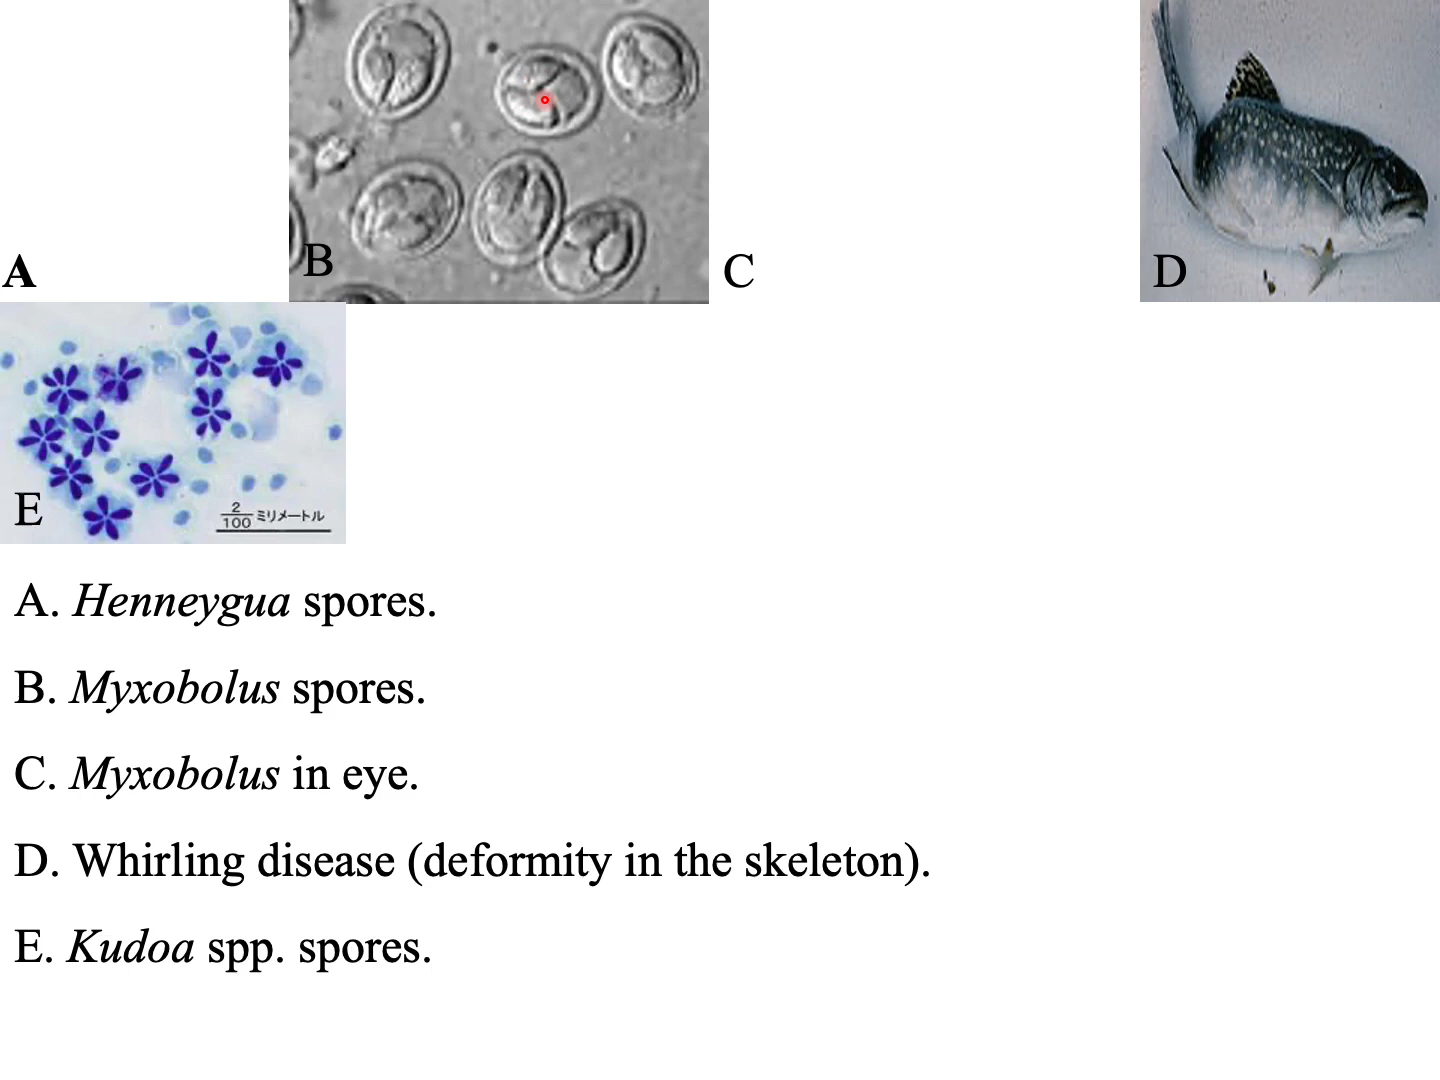 A
B
C
D
E
2
100 ミリメートル
A. Henneygua spores.
B. Myxobolus spores.
C. Myxobolus in eye.
D. Whirling disease (deformity in the skeleton).
E. Kudoa spp. spores.